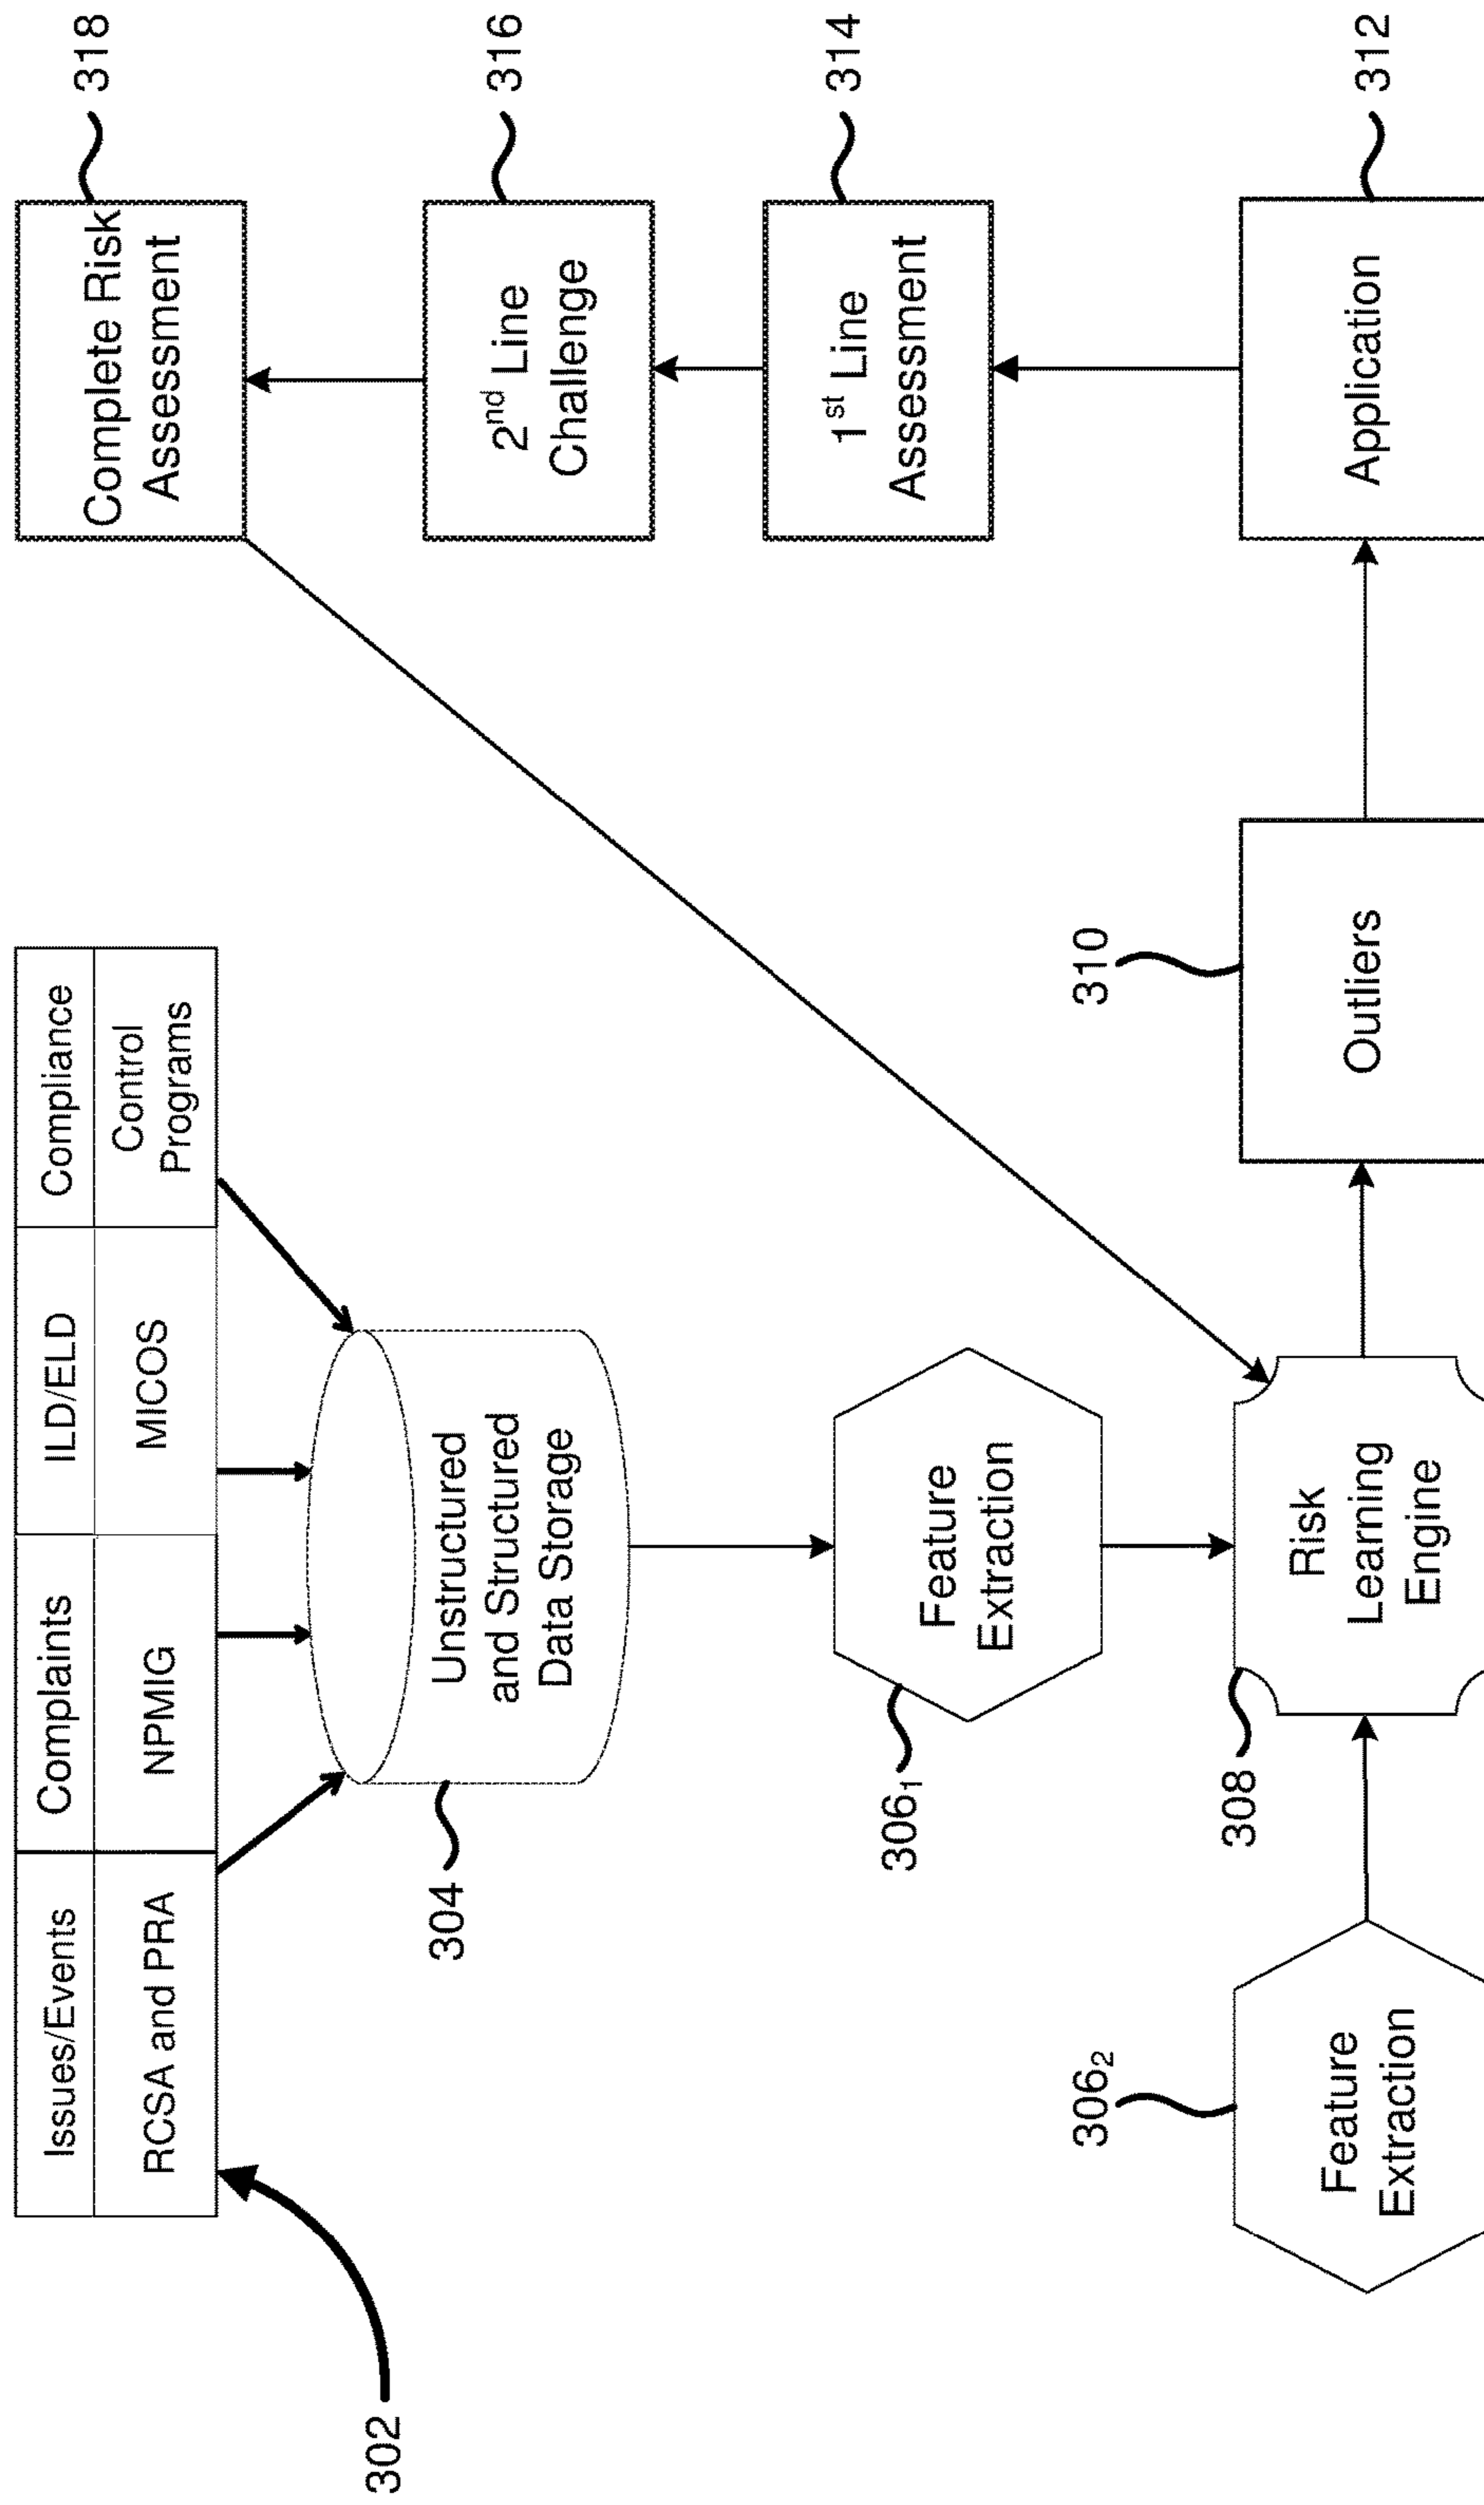 Issues/Events
Complaints
ILD/ELD
Compliance
RCSA and PRA
NPMIG
MICOS
Control
Programs
302
304
Unstructured
and Structured
Data Storage
306₁
Feature
Extraction
306₂
Feature
Extraction
308
Risk
Learning
Engine
310
Outliers
Application
312
1ˢᵗ Line
Assessment
314
2ⁿᵈ Line
Challenge
316
Complete Risk
Assessment
318